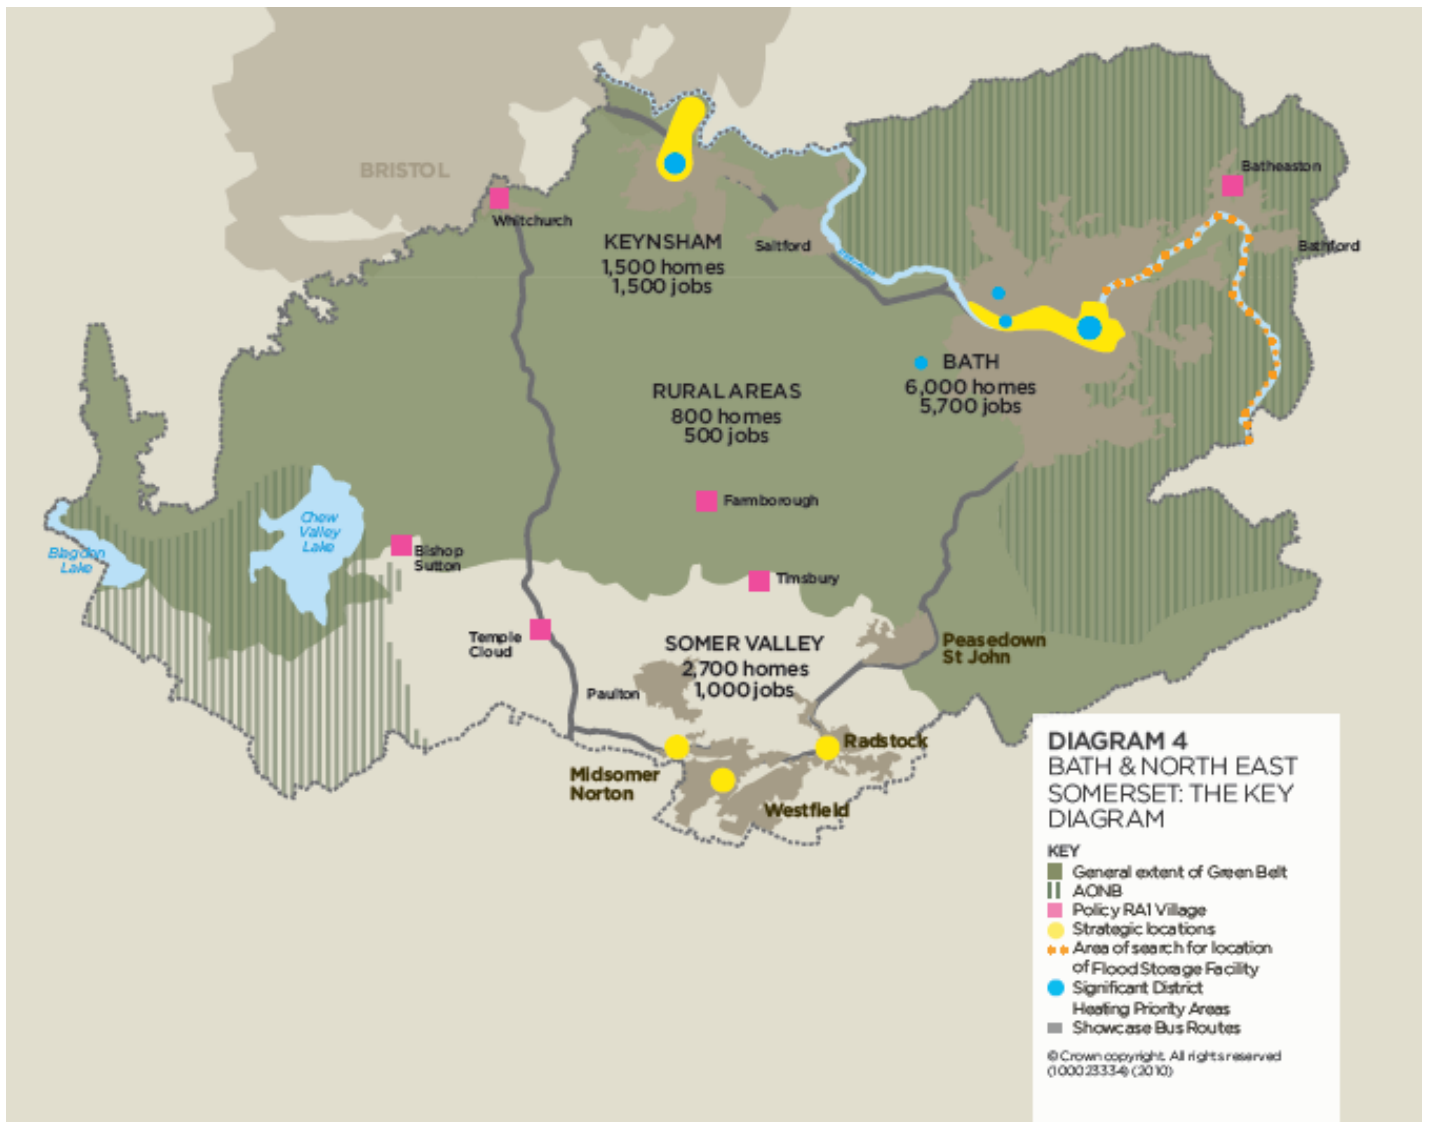 BRISTOL
Whitchurch
KEYNSHAM
1,500 homes
1,500 jobs
Saltford
Batheaston
Bathford
BATH
6,000 homes
5,700 jobs
RURAL AREAS
800 homes
500 jobs
Farmborough
Chew
Valley
Lake
Blagdon
Lake
Bishop
Sutton
Timsbury
Temple
Cloud
SOMER VALLEY
2,700 homes
1,000 jobs
Peasedown
St John
Paulton
Radstock
Midsomer
Norton
Westfield
DIAGRAM 4
BATH & NORTH EAST
SOMERSET: THE KEY
DIAGRAM
KEY
General extent of Green Belt
AONB
Policy RA1 Village
Strategic locations
Area of search for location
of Flood Storage Facility
Significant District
Heating Priority Areas
Showcase Bus Routes
© Crown copyright. All rights reserved
(100023334) (2010)